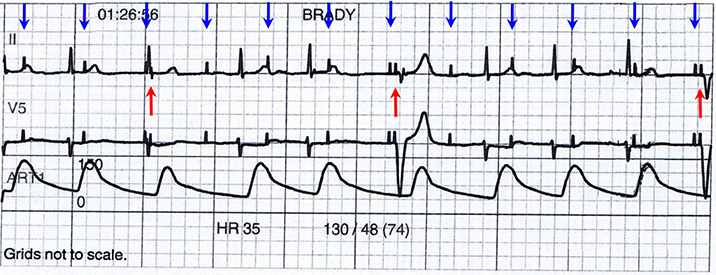 01:26:56 BRADY
II
V5
ART1 150
0
HR 35 130 / 48 (74)
Grids not to scale.